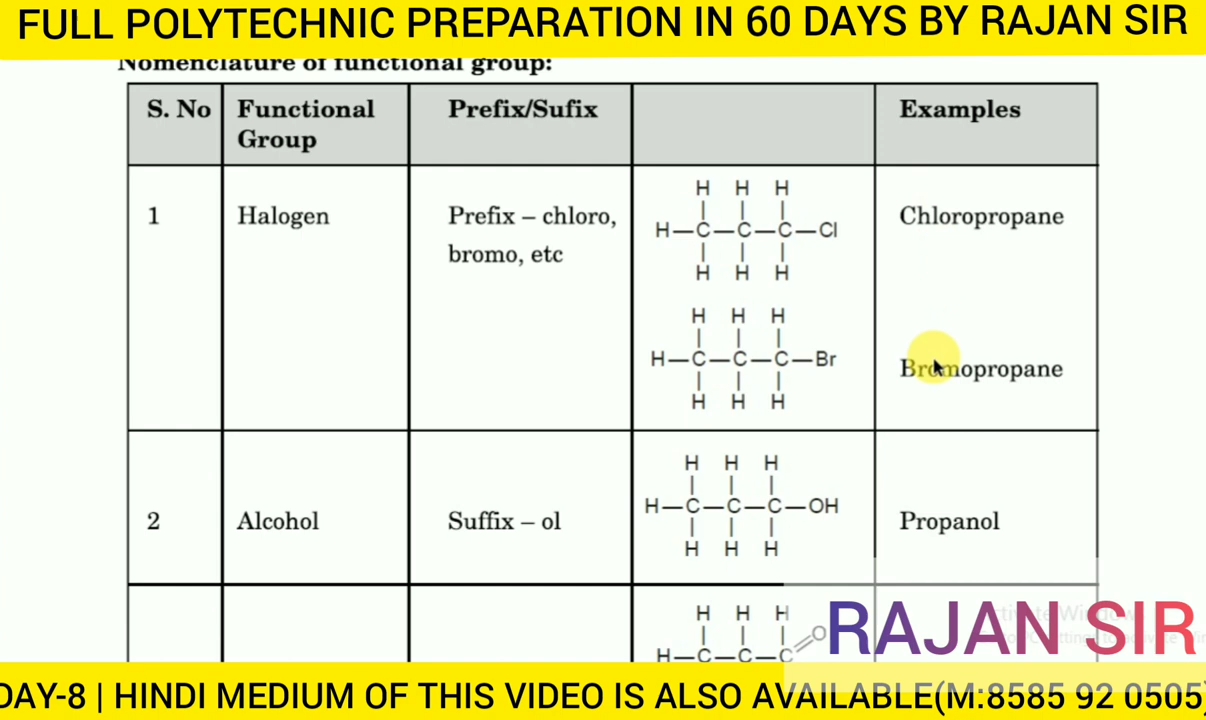 FULL POLYTECHNIC PREPARATION IN 60 DAYS BY RAJAN SIR
Nomenclature of functional group:
S. No Functional Group Prefix/Sufix Examples
1 Halogen Prefix – chloro, bromo, etc
H H H
H—C—C—C—Cl
H H H
Chloropropane
H H H
H—C—C—C—Br
H H H
Bromopropane
2 Alcohol Suffix – ol
H H H
H—C—C—C—OH
H H H
Propanol
H H H
O
H—C—C—C
RAJAN SIR
DAY-8 | HINDI MEDIUM OF THIS VIDEO IS ALSO AVAILABLE(M:8585 92 0505)